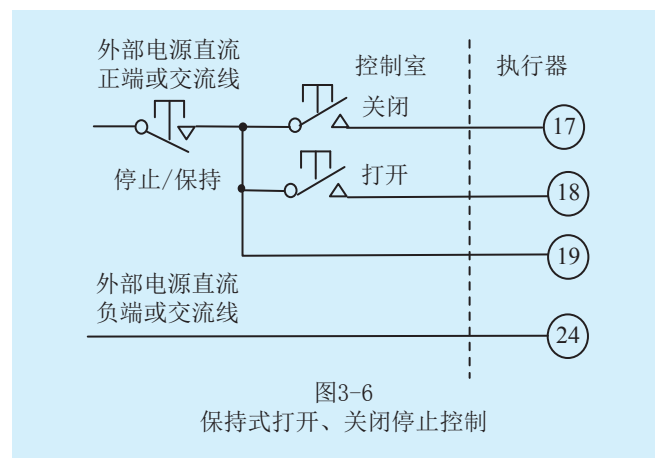 外部电源直流
正端或交流线
控制室
执行器
关闭
17
停止/保持
打开
18
19
外部电源直流
负端或交流线
24
图3-6
保持式打开、关闭停止控制